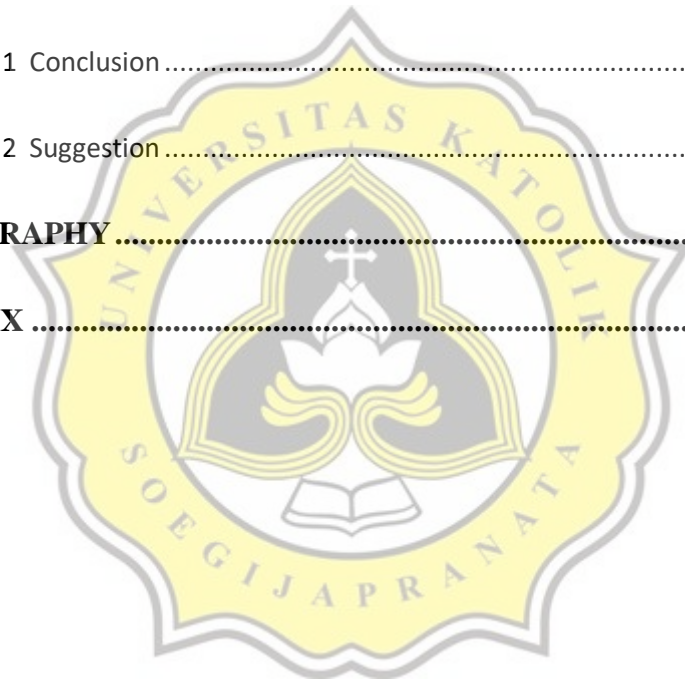 1 Conclusion ....................................................................
2 Suggestion ....................................................................
RAPHY ....................................................................
X ....................................................................
UNIVERSITAS KATOLIK
SOEGIJAPRANATA